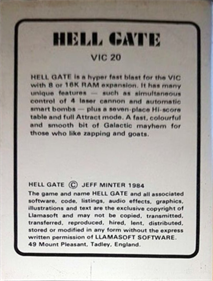 HELL GATE
VIC 20
HELL GATE is a hyper fast blast for the VIC
with 8 or 16K RAM expansion. It has many
unique features – such as simultaneous
control of 4 laser cannon and automatic
smart bombs – plus a seven-place Hi-score
table and full Attract mode. A fast, colourful
and smooth bit of Galactic mayhem for
those who like zapping and goats.
HELL GATE © JEFF MINTER 1984
The game and name HELL GATE and all associated
software, code, listings, audio effects, graphics,
illustrations and text are the exclusive copyright of
Llamasoft and may not be copied, transmitted,
transferred, reproduced, hired, lent, distributed,
stored or modified in any form without the express
written permission of LLAMASOFT SOFTWARE.
49 Mount Pleasant, Tadley, England.